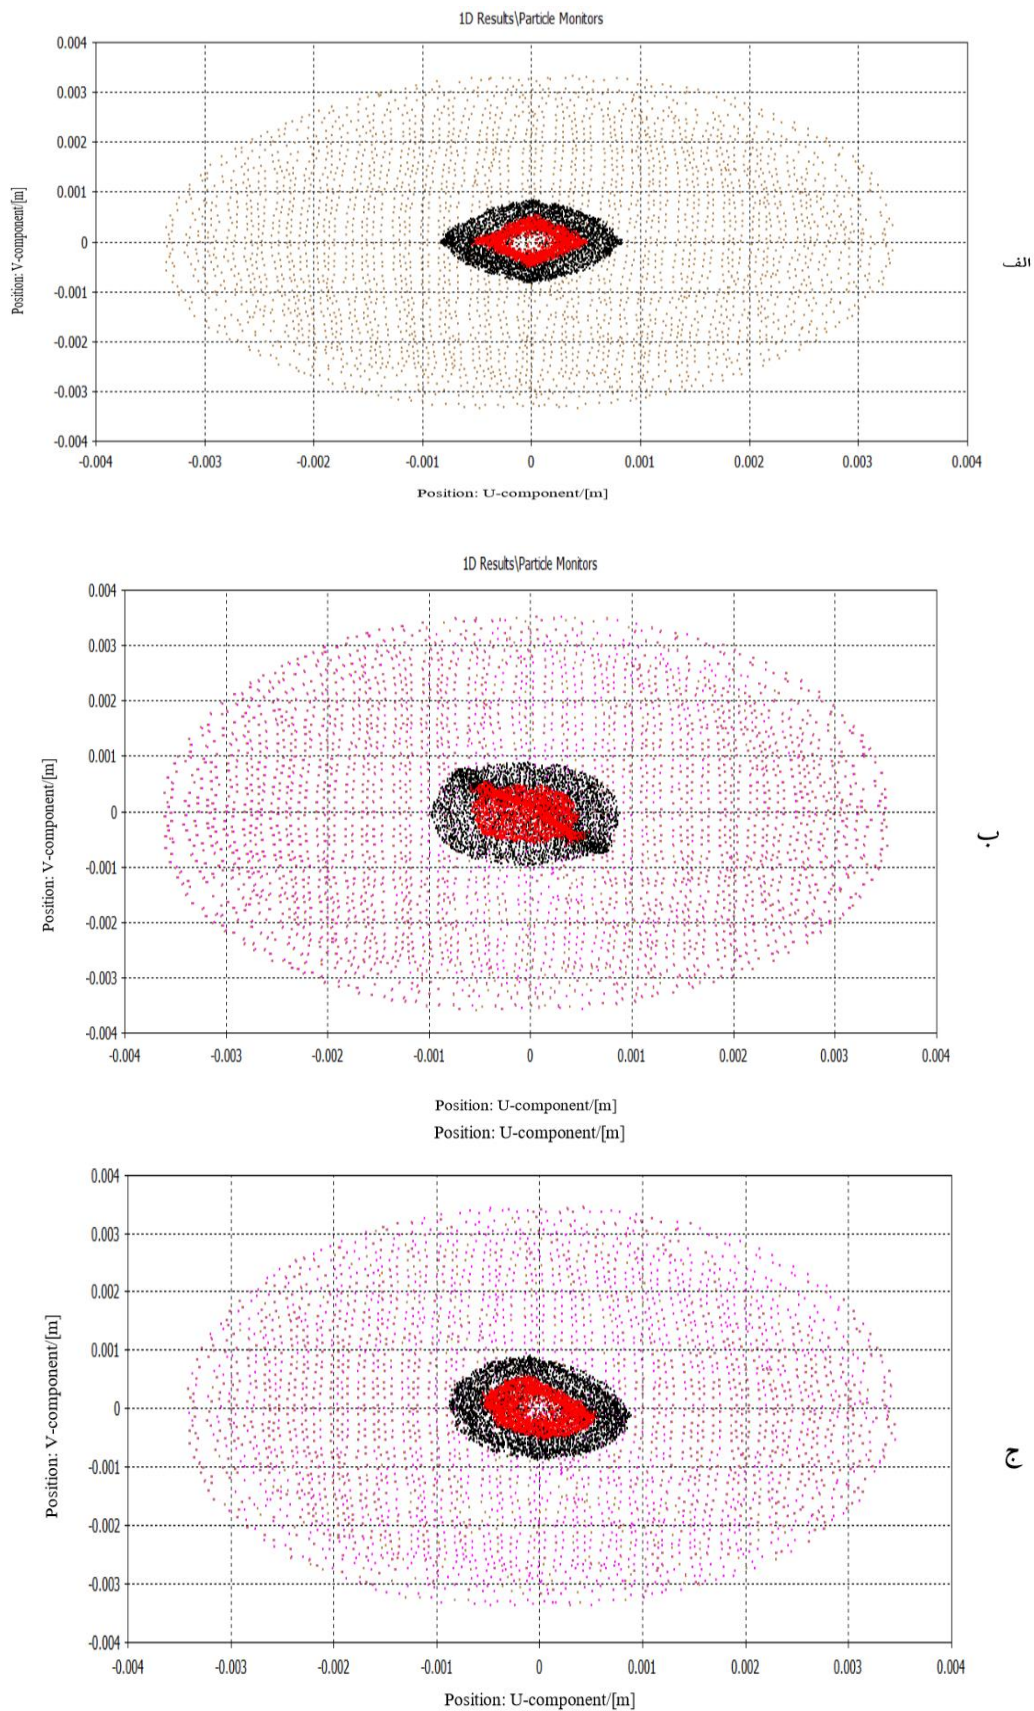 1D Results\Particle Monitors
0.004
0.003
0.002
0.001
0
-0.001
-0.002
-0.003
-0.004
Position: V-component/[m]
-0.004 -0.003 -0.002 -0.001 0 0.001 0.002 0.003 0.004
Position: U-component/[m]
الف
1D Results\Particle Monitors
0.004
0.003
0.002
0.001
0
-0.001
-0.002
-0.003
-0.004
Position: V-component/[m]
-0.004 -0.003 -0.002 -0.001 0 0.001 0.002 0.003 0.004
Position: U-component/[m]
ب
Position: U-component/[m]
0.004
0.003
0.002
0.001
0
-0.001
-0.002
-0.003
-0.004
Position: V-component/[m]
-0.004 -0.003 -0.002 -0.001 0 0.001 0.002 0.003 0.004
Position: U-component/[m]
ج